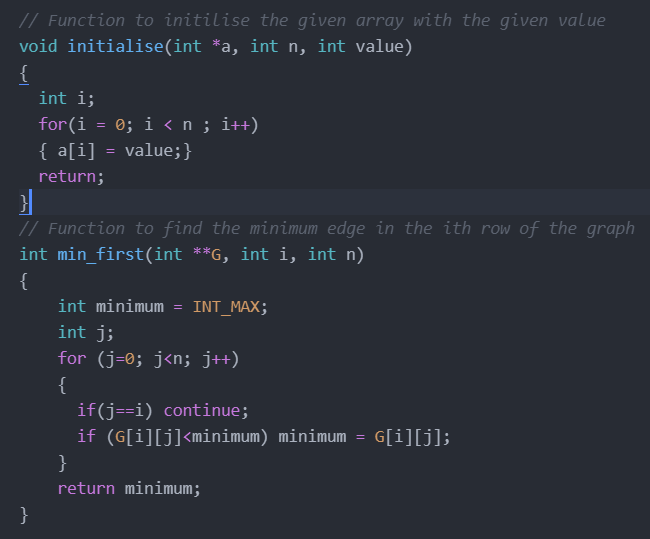 // Function to initilise the given array with the given value
void initialise(int *a, int n, int value)
{
  int i;
  for(i = 0; i < n ; i++)
  { a[i] = value;}
  return;
}
// Function to find the minimum edge in the ith row of the graph
int min_first(int **G, int i, int n)
{
    int minimum = INT_MAX;
    int j;
    for (j=0; j<n; j++)
    {
      if(j==i) continue;
      if (G[i][j]<minimum) minimum = G[i][j];
    }
    return minimum;
}